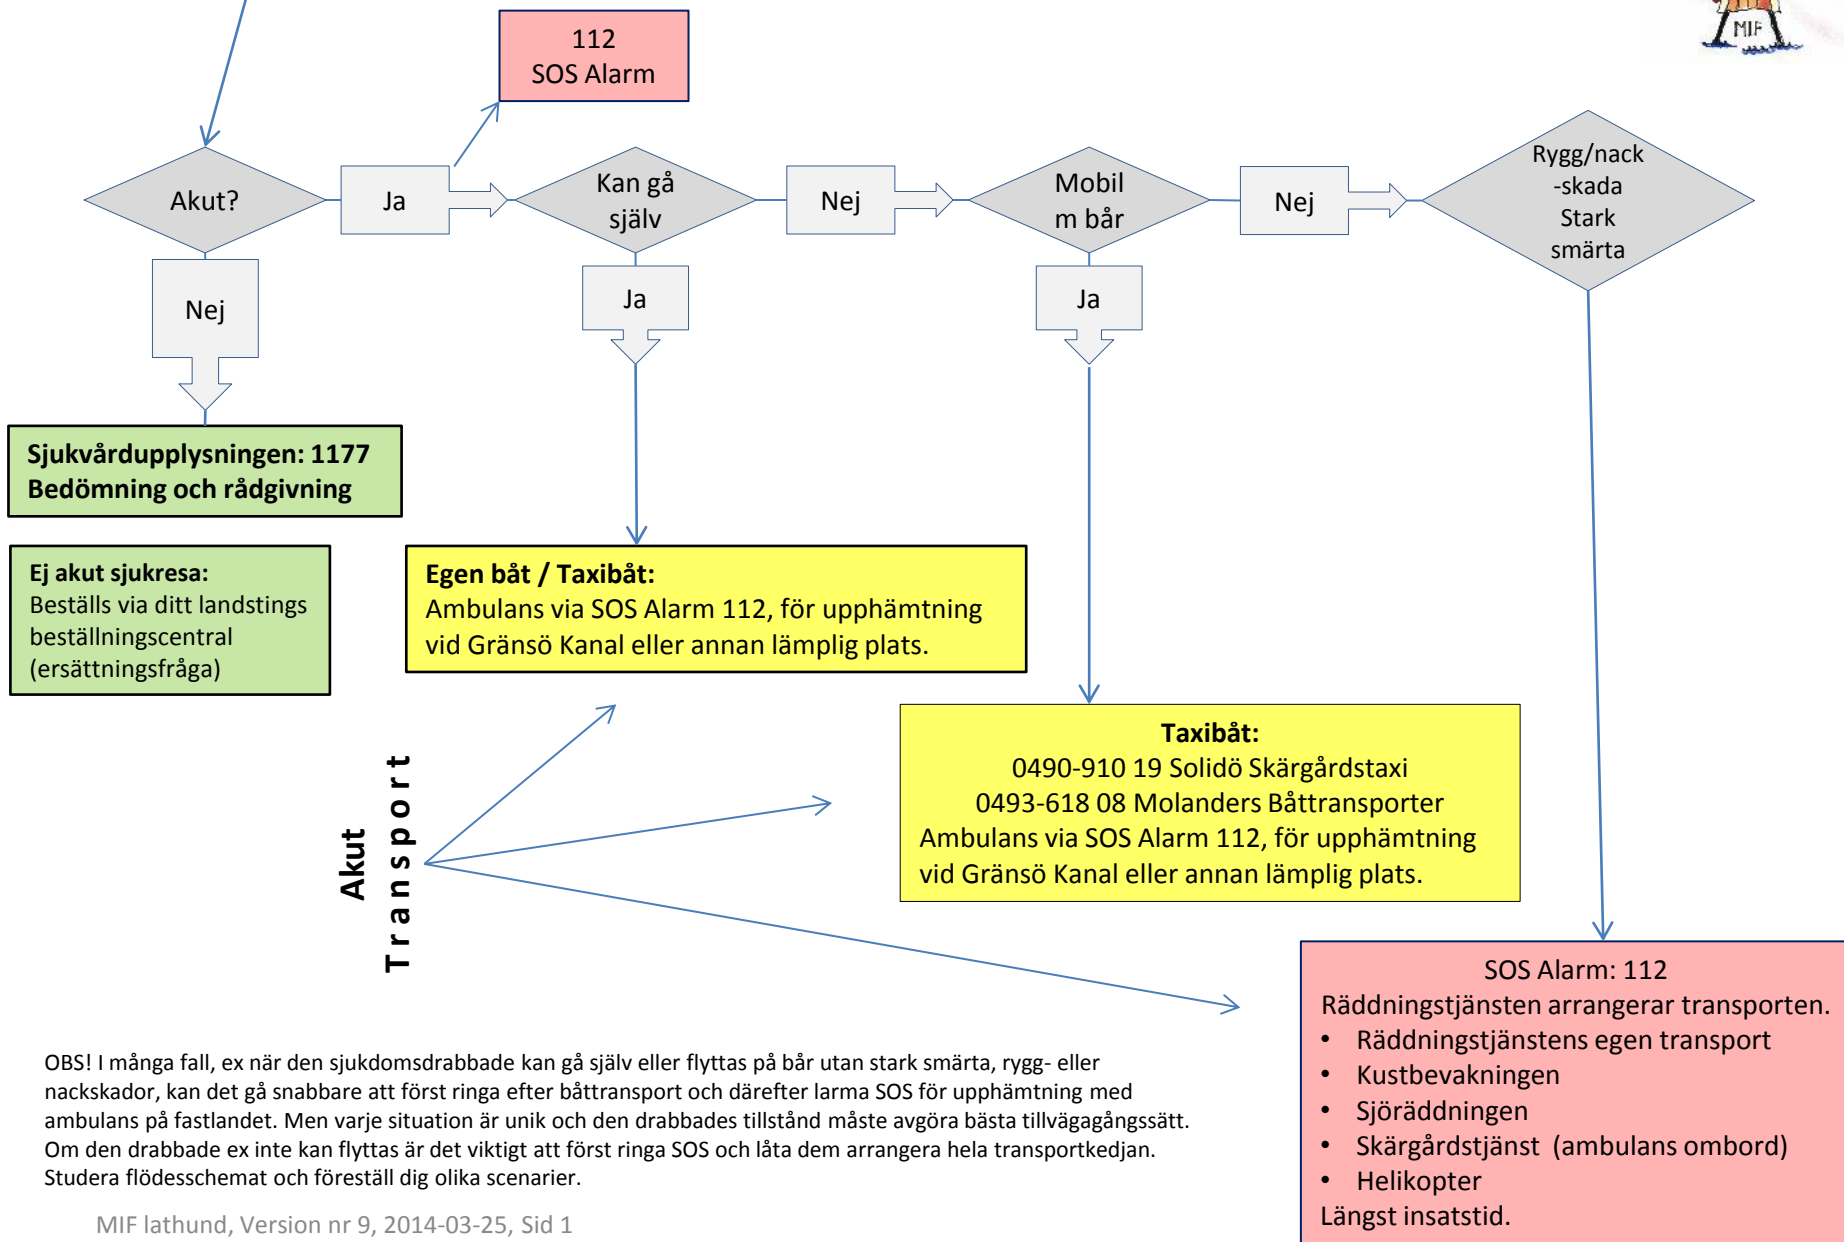 MIF
112
SOS Alarm
Akut?
Ja
Kan gå
själv
Nej
Mobil
m bår
Nej
Rygg/nack
-skada
Stark
smärta
Nej
Ja
Ja
Sjukvårdupplysningen: 1177
Bedömning och rådgivning
Ej akut sjukresa:
Beställs via ditt landstings
beställningscentral
(ersättningsfråga)
Egen båt / Taxibåt:
Ambulans via SOS Alarm 112, för upphämtning
vid Gränsö Kanal eller annan lämplig plats.
Taxibåt:
0490-910 19 Solidö Skärgårdstaxi
0493-618 08 Molanders Båttransporter
Ambulans via SOS Alarm 112, för upphämtning
vid Gränsö Kanal eller annan lämplig plats.
Akut
Transport
SOS Alarm: 112
Räddningstjänsten arrangerar transporten.
• Räddningstjänstens egen transport
• Kustbevakningen
• Sjöräddningen
• Skärgårdstjänst (ambulans ombord)
• Helikopter
Längst insatstid.
OBS! I många fall, ex när den sjukdomsdrabbade kan gå själv eller flyttas på bår utan stark smärta, rygg- eller
nackskador, kan det gå snabbare att först ringa efter båttransport och därefter larma SOS för upphämtning med
ambulans på fastlandet. Men varje situation är unik och den drabbades tillstånd måste avgöra bästa tillvägagångssätt.
Om den drabbade ex inte kan flyttas är det viktigt att först ringa SOS och låta dem arrangera hela transportkedjan.
Studera flödesschemat och föreställ dig olika scenarier.
MIF lathund, Version nr 9, 2014-03-25, Sid 1